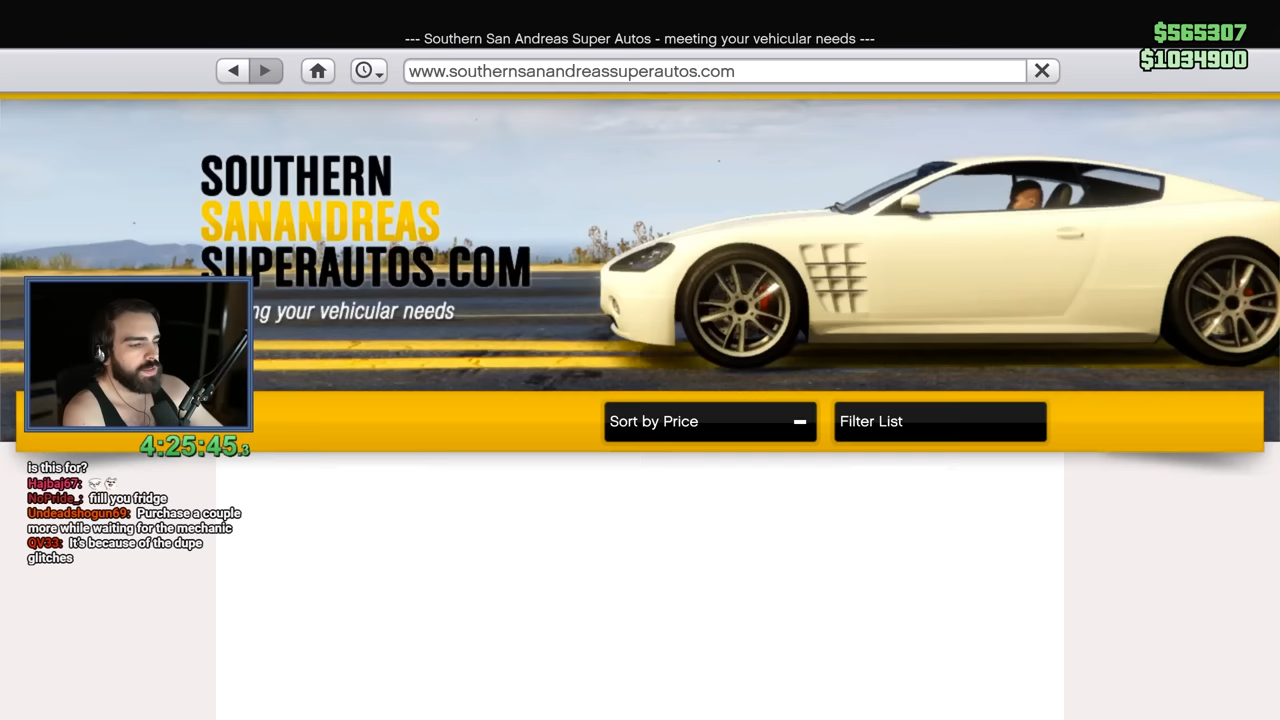 --- Southern San Andreas Super Autos - meeting your vehicular needs ---
$565307
$1034900
www.southernsanandreassuperautos.com
SOUTHERN
SANANDREAS
SUPERAUTOS.COM
ng your vehicular needs
Sort by Price
Filter List
4:25:45.3
is this for?
Hajbaj67:
NoPride_: fiill you fridge
Undeadshogun69: Purchase a couple
more while waiting for the mechanic
QV33: It's because of the dupe
glitches